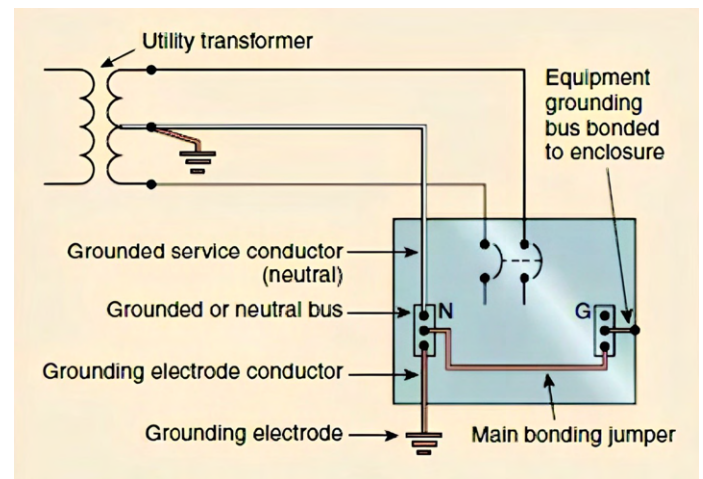 Utility transformer
Equipment
grounding
bus bonded
to enclosure
Grounded service conductor
(neutral)
Grounded or neutral bus
N
G
Grounding electrode conductor
Grounding electrode
Main bonding jumper